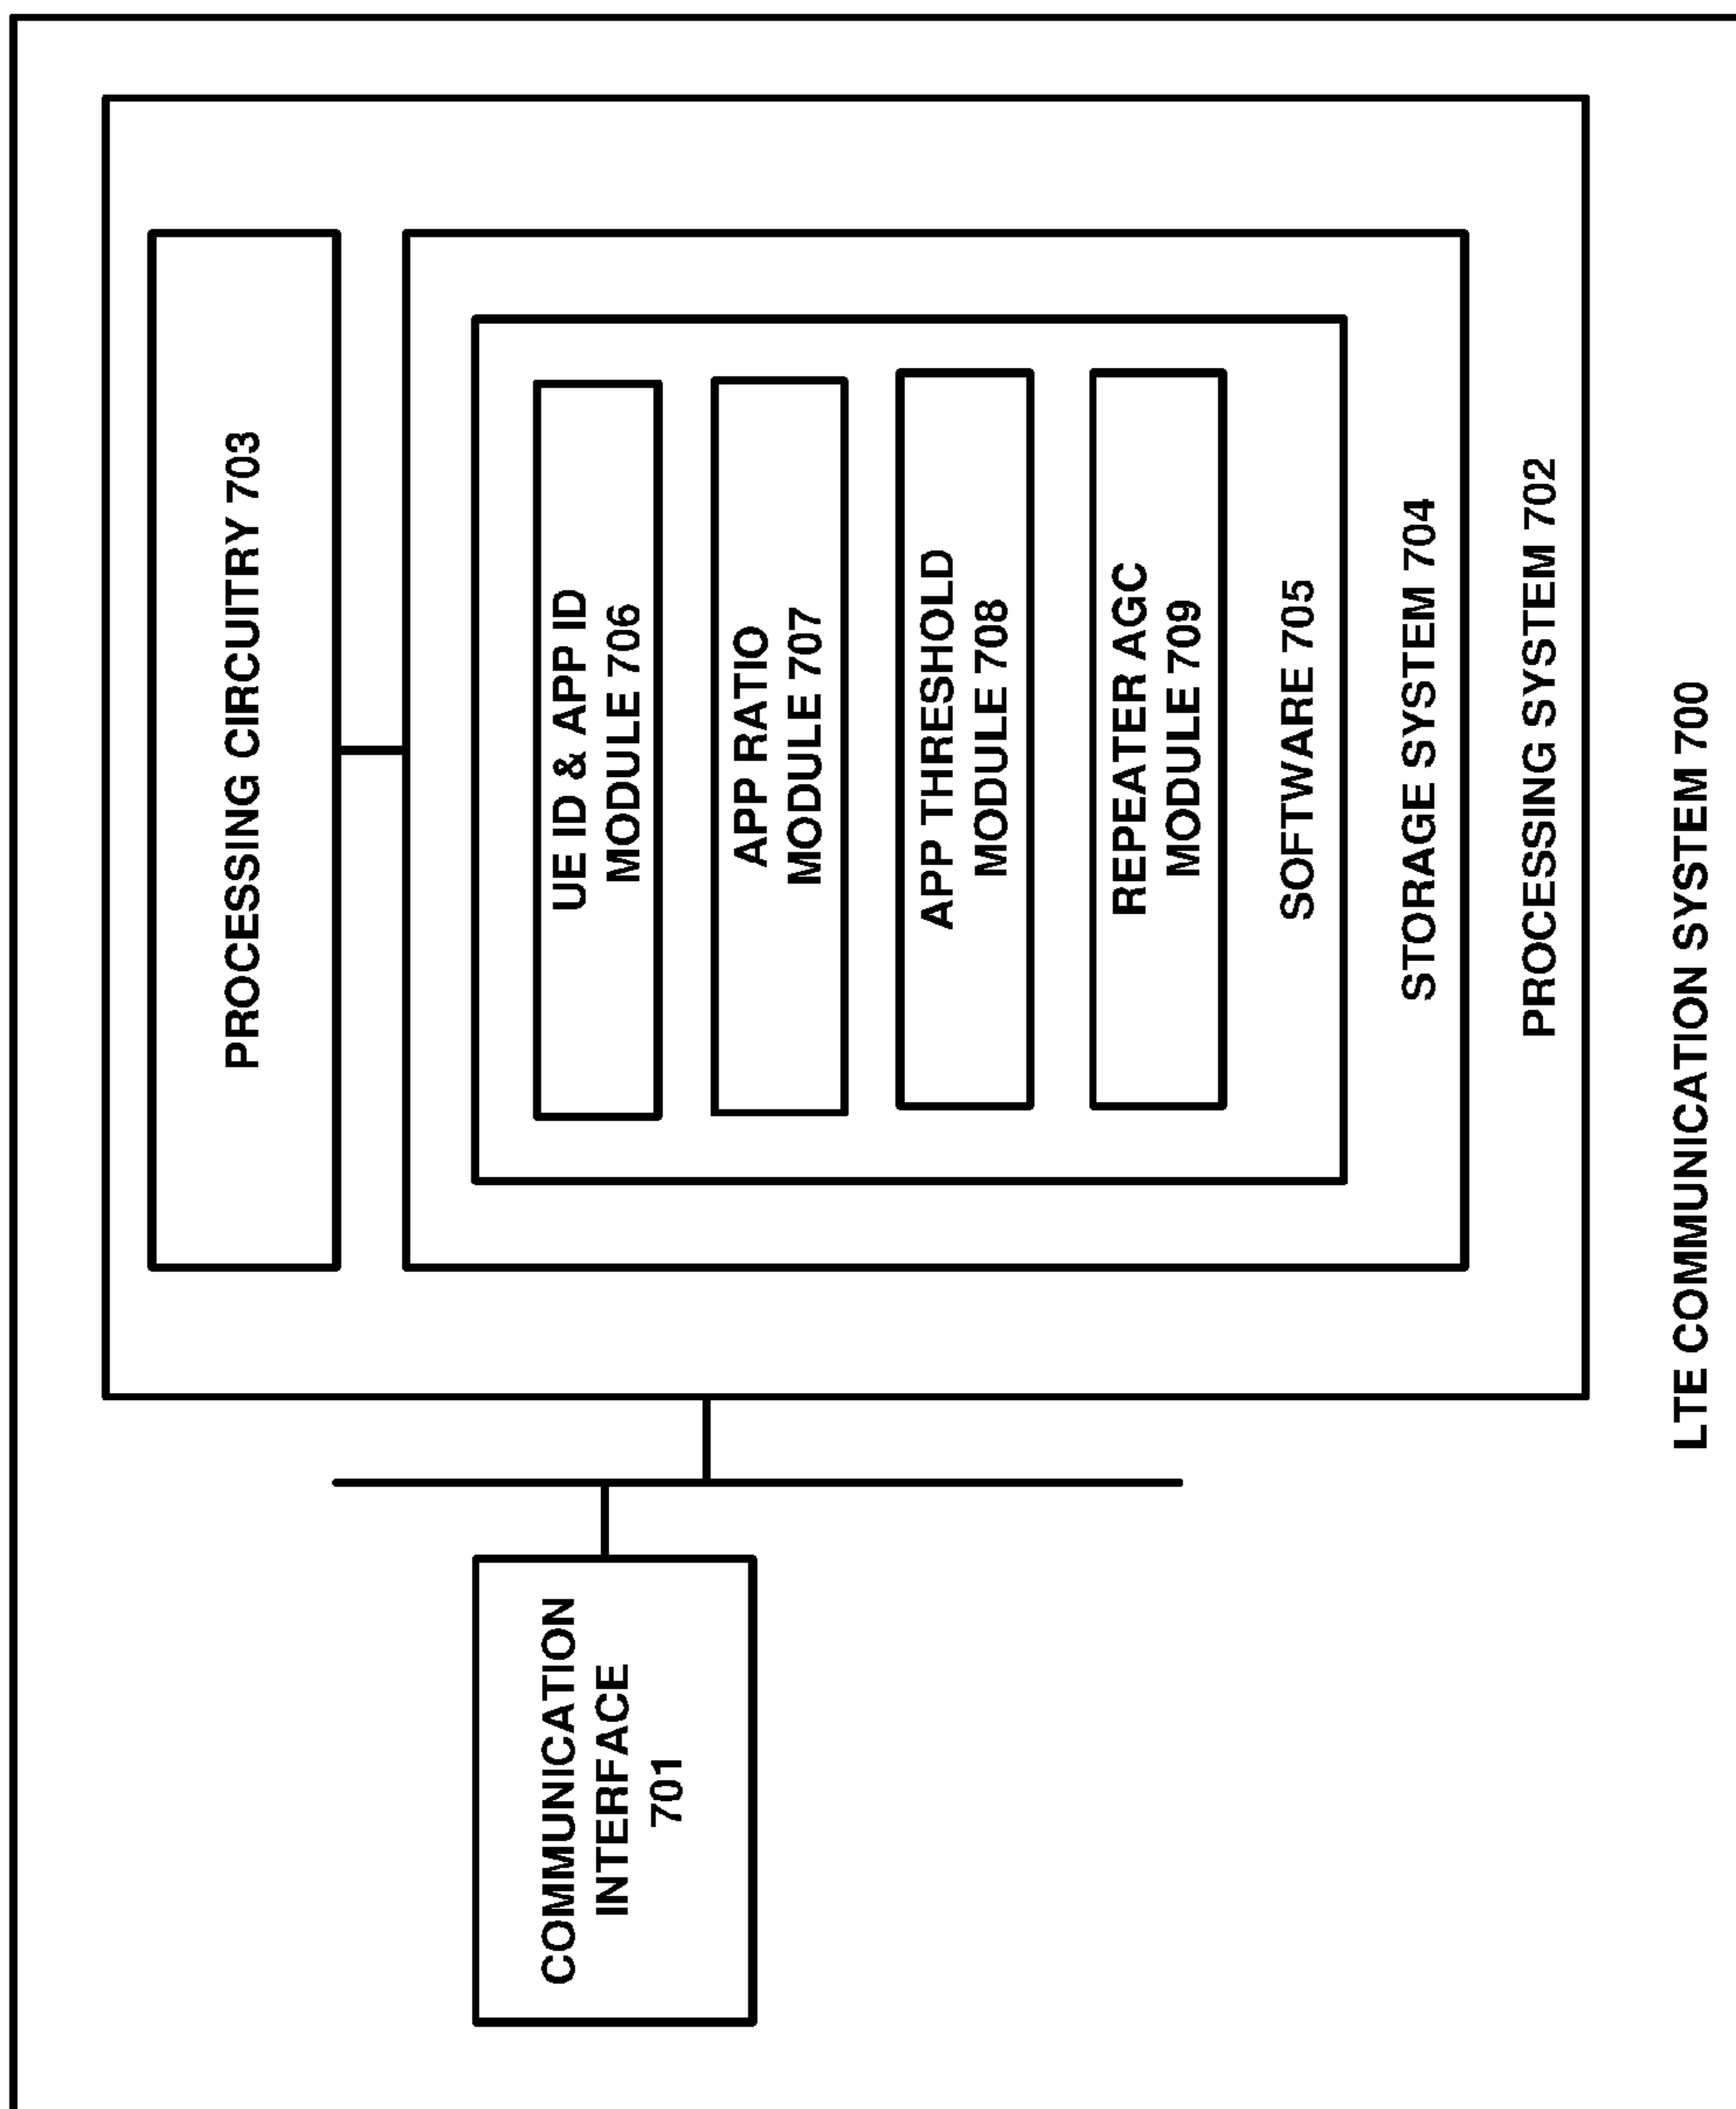 PROCESSING CIRCUITRY 703
UE ID & APP ID
MODULE 706
APP RATIO
MODULE 707
APP THRESHOLD
MODULE 708
REPEATER AGC
MODULE 709
SOFTWARE 705
STORAGE SYSTEM 704
PROCESSING SYSTEM 702
COMMUNICATION
INTERFACE
701
LTE COMMUNICATION SYSTEM 700